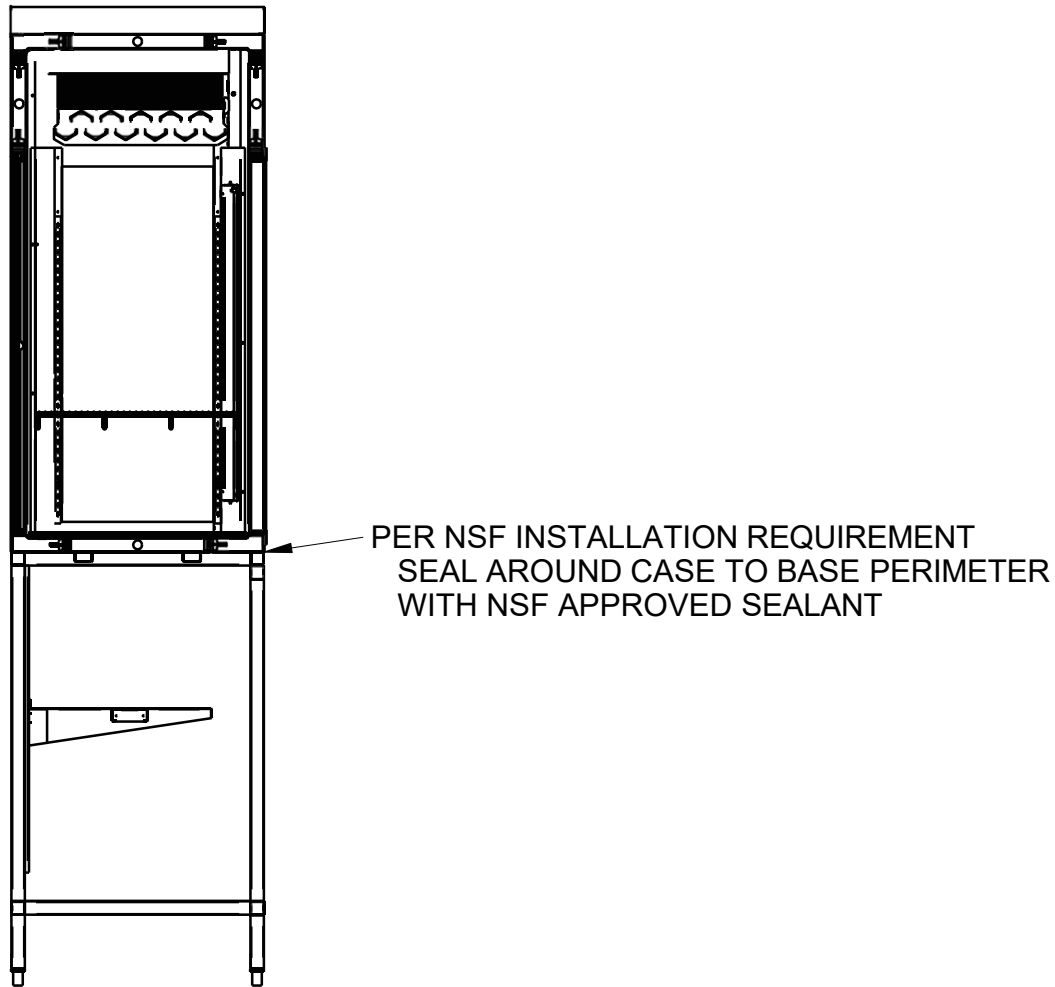 PER NSF INSTALLATION REQUIREMENT
SEAL AROUND CASE TO BASE PERIMETER
WITH NSF APPROVED SEALANT